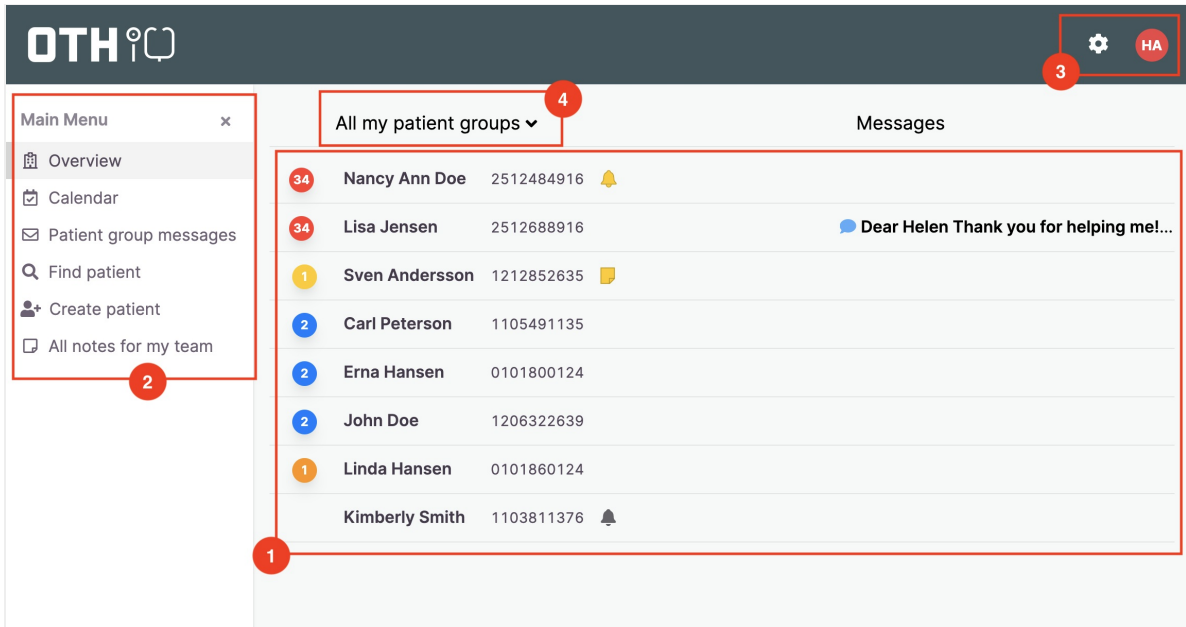 OTH
HA
3
4
Main Menu
All my patient groups
Messages
Overview
Calendar
Patient group messages
Find patient
Create patient
All notes for my team
2
34 Nancy Ann Doe 2512484916
34 Lisa Jensen 2512688916 Dear Helen Thank you for helping me!...
1 Sven Andersson 1212852635
2 Carl Peterson 1105491135
2 Erna Hansen 0101800124
2 John Doe 1206322639
1 Linda Hansen 0101860124
Kimberly Smith 1103811376
1